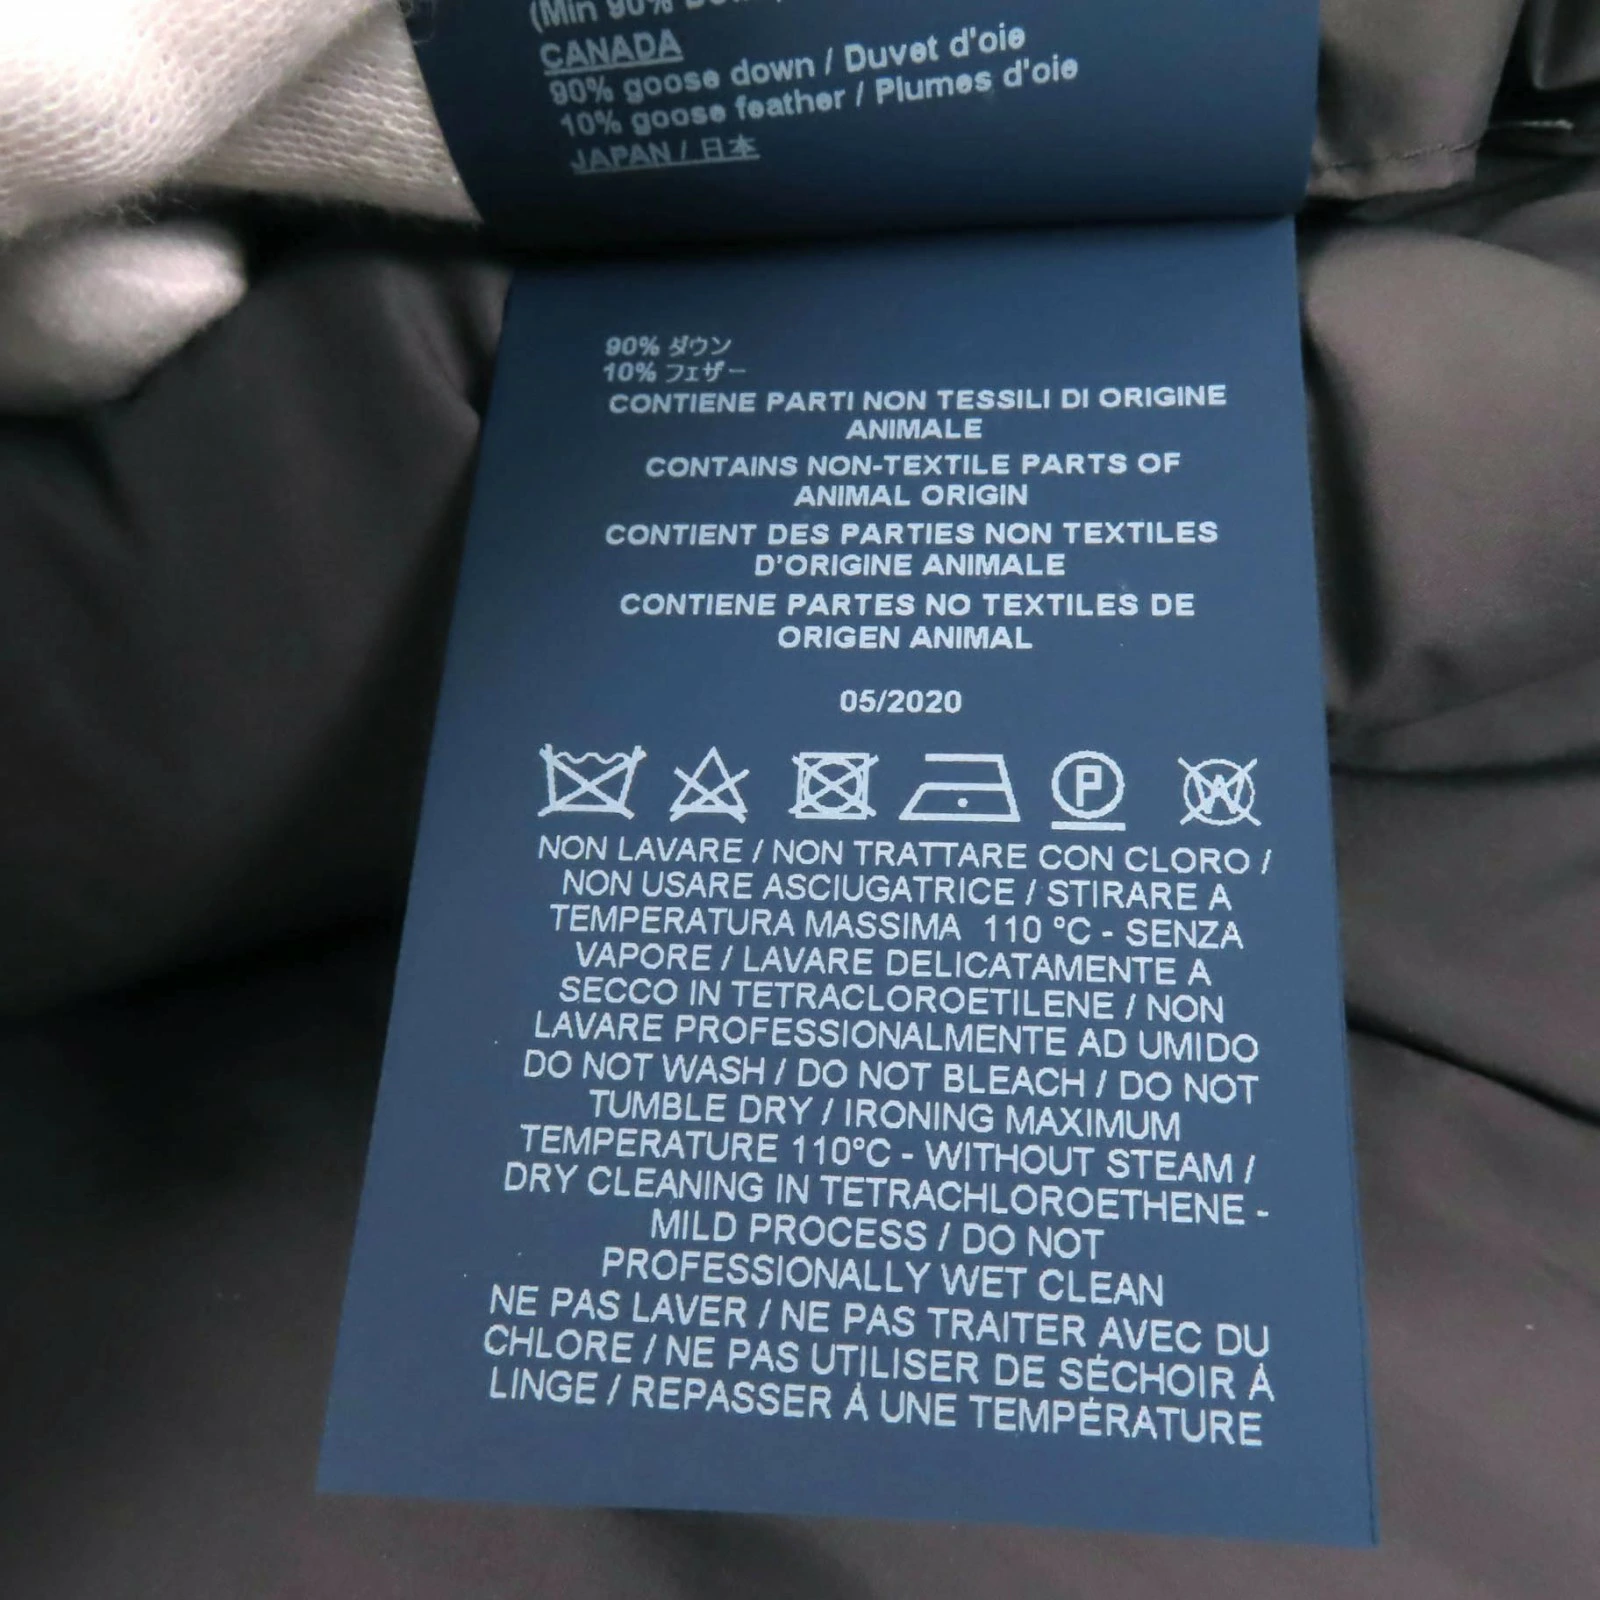 (Min 90%
CANADA
90% goose down / Duvet d'oie
10% goose feather / Plumes d'oie
JAPAN / 日本
90% ダウン
10% フェザー
CONTIENE PARTI NON TESSILI DI ORIGINE
ANIMALE
CONTAINS NON-TEXTILE PARTS OF
ANIMAL ORIGIN
CONTIENT DES PARTIES NON TEXTILES
D'ORIGINE ANIMALE
CONTIENE PARTES NO TEXTILES DE
ORIGEN ANIMAL
05/2020
P W
NON LAVARE / NON TRATTARE CON CLORO /
NON USARE ASCIUGATRICE / STIRARE A
TEMPERATURA MASSIMA 110 °C - SENZA
VAPORE / LAVARE DELICATAMENTE A
SECCO IN TETRACLOROETILENE / NON
LAVARE PROFESSIONALMENTE AD UMIDO
DO NOT WASH / DO NOT BLEACH / DO NOT
TUMBLE DRY / IRONING MAXIMUM
TEMPERATURE 110°C - WITHOUT STEAM /
DRY CLEANING IN TETRACHLOROETHENE -
MILD PROCESS / DO NOT
PROFESSIONALLY WET CLEAN
NE PAS LAVER / NE PAS TRAITER AVEC DU
CHLORE / NE PAS UTILISER DE SÉCHOIR À
LINGE / REPASSER À UNE TEMPÉRATURE